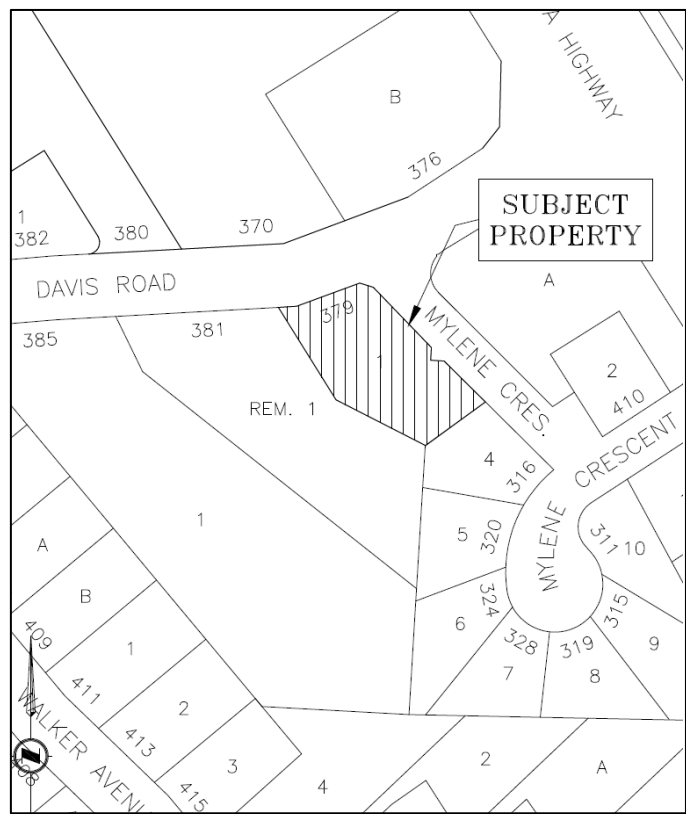 A HIGHWAY
B
376
1
382
380
370
SUBJECT
PROPERTY
DAVIS ROAD
A
379
385
381
1
MYLENE CRES.
2
410
REM. 1
4
316
CRESCENT
1
5
320
MYLENE
311
10
A
B
324
6
328
319
315
9
409
1
7
8
411
2
WALKER AVENU
413
3
415
4
2
A
408